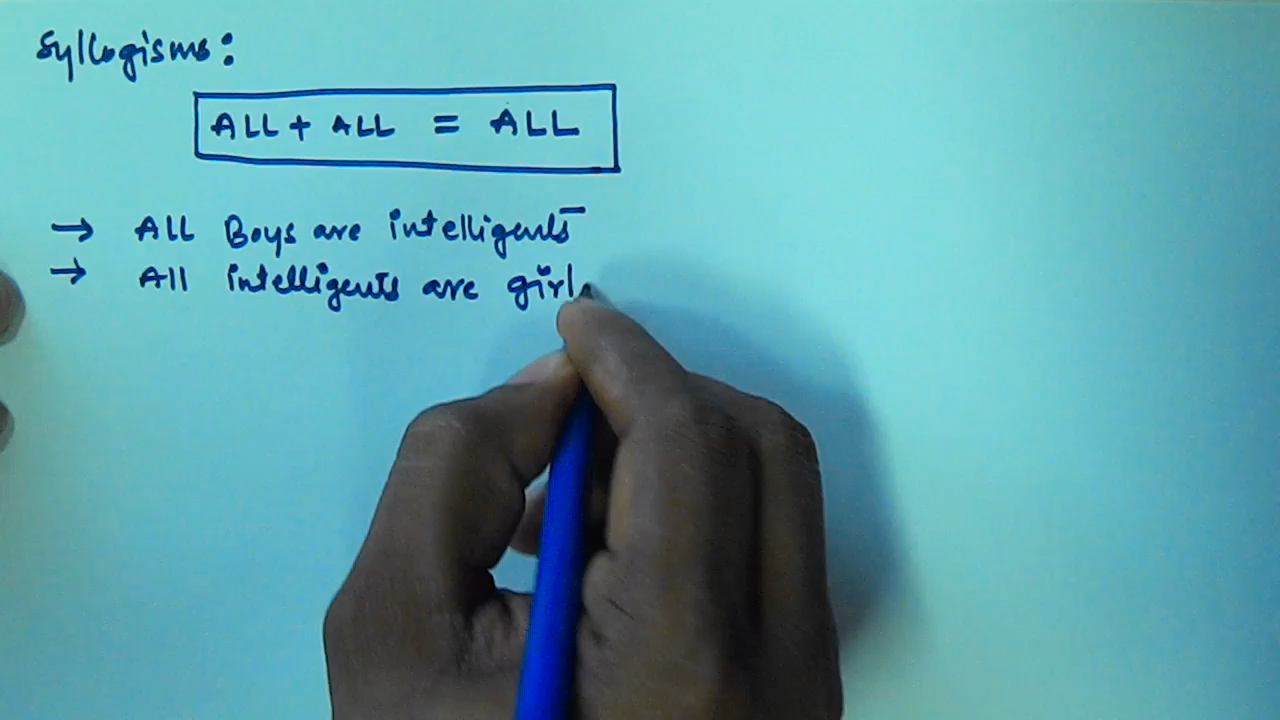 Syllogisms:
ALL + ALL = ALL
→ ALL Boys are intelligents
→ All intelligents are girl